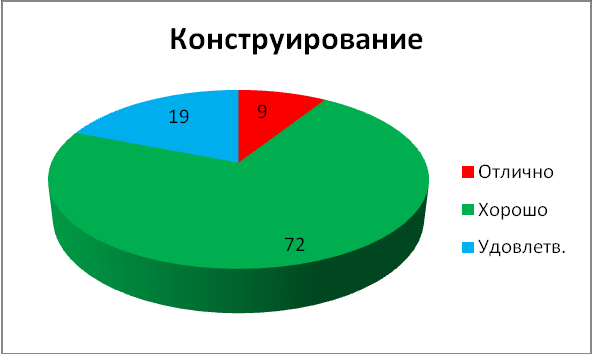 Конструирование
9
19
72
Отлично
Хорошо
Удовлетв.